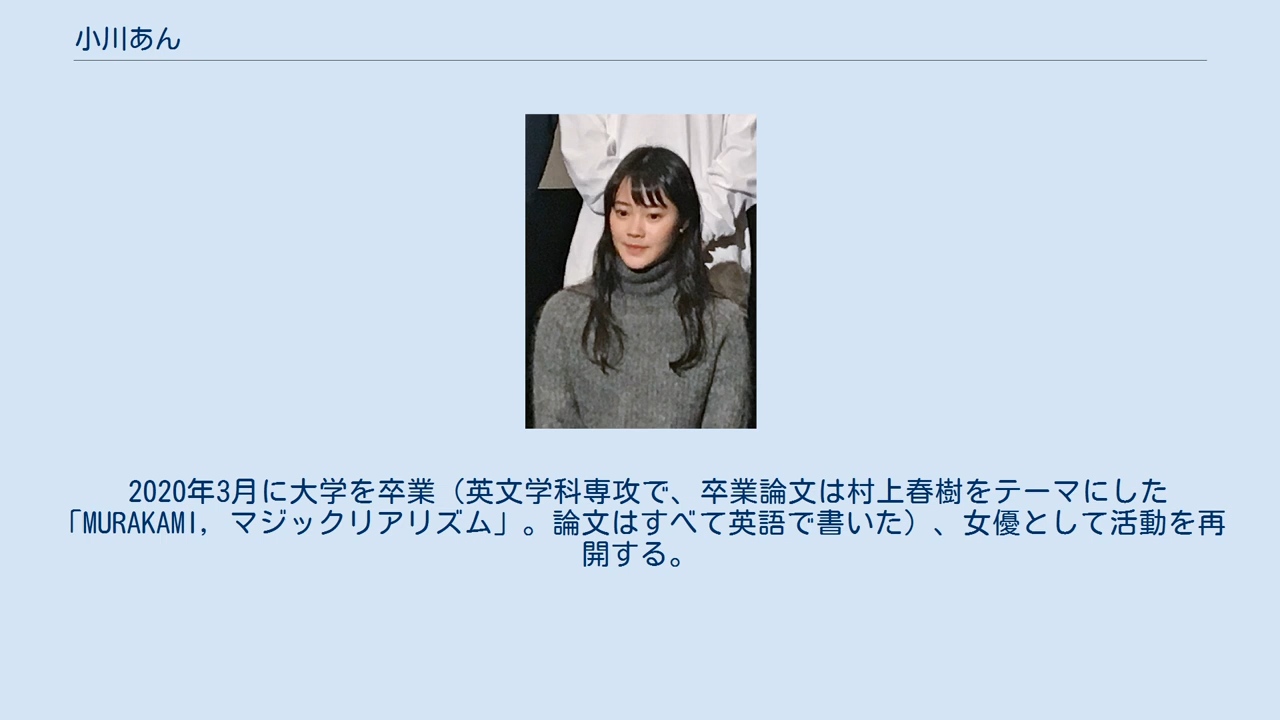 小川あん
2020年3月に大学を卒業（英文学科専攻で、卒業論文は村上春樹をテーマにした
「MURAKAMI, マジックリアリズム」。論文はすべて英語で書いた）、女優として活動を再
開する。